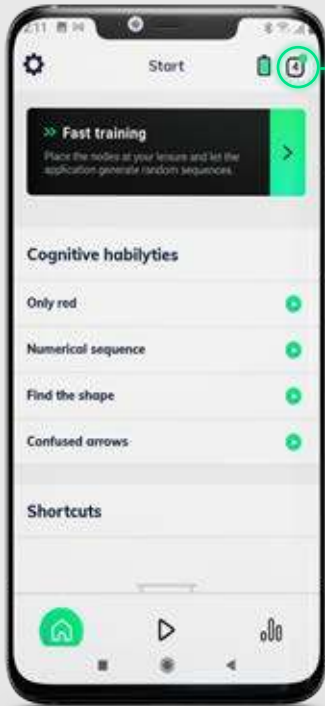 2:11
Start
4
» Fast training
Place the nodes at your leisure and let the
application generate random sequences.
Cognitive habilyties
Only red
Numerical sequence
Find the shape
Confused arrows
Shortcuts